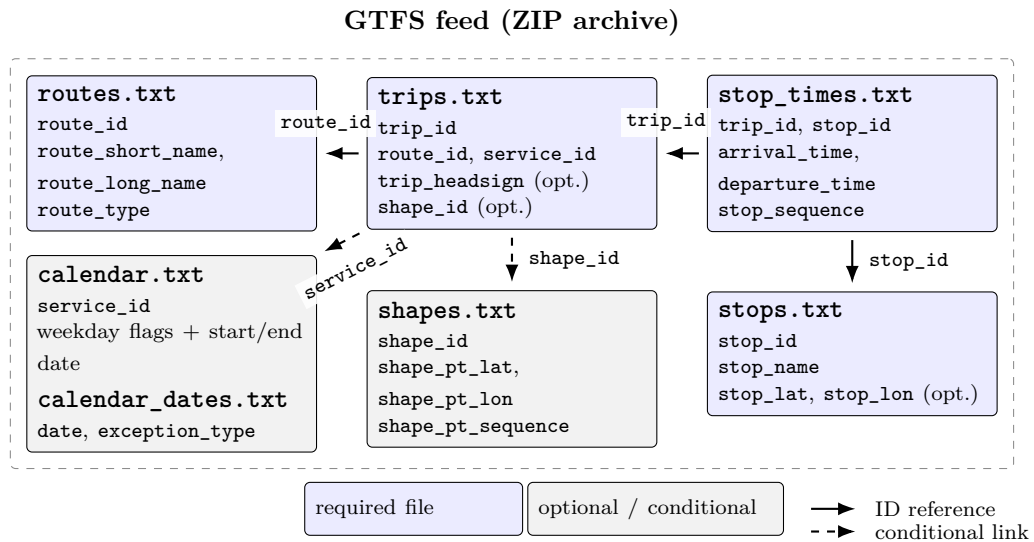 GTFS feed (ZIP archive)
routes.txt
route_id
route_short_name,
route_long_name
route_type
route_id
trips.txt
trip_id
route_id, service_id
trip_headsign (opt.)
shape_id (opt.)
trip_id
stop_times.txt
trip_id, stop_id
arrival_time,
departure_time
stop_sequence
service_id
shape_id
stop_id
calendar.txt
service_id
weekday flags + start/end
date
calendar_dates.txt
date, exception_type
shapes.txt
shape_id
shape_pt_lat,
shape_pt_lon
shape_pt_sequence
stops.txt
stop_id
stop_name
stop_lat, stop_lon (opt.)
required file
optional / conditional
ID reference
conditional link